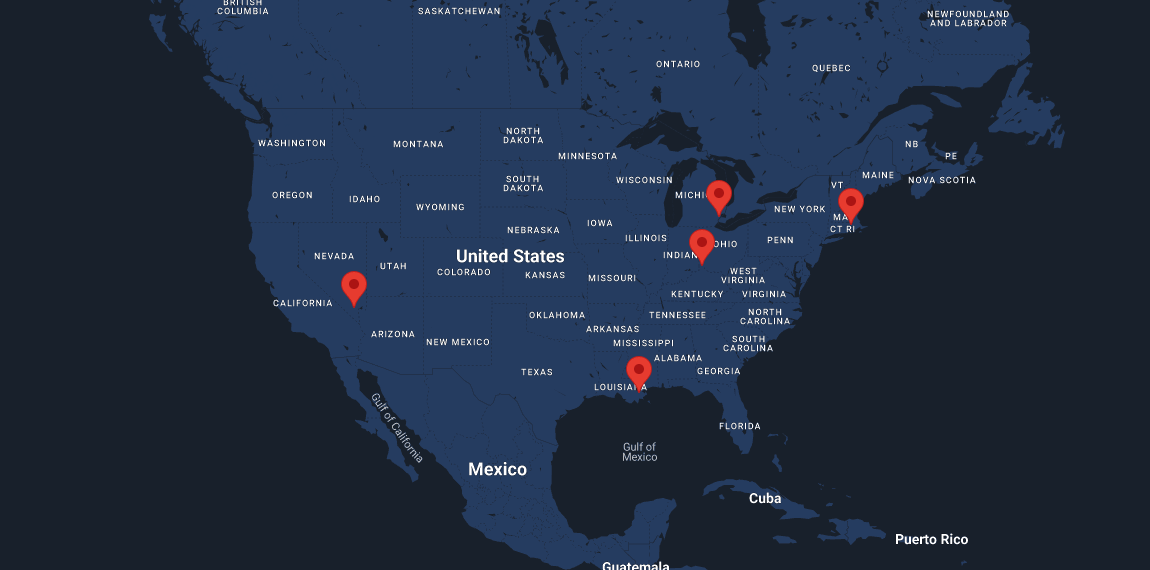 BRITISH
COLUMBIA
SASKATCHEWAN
NEWFOUNDLAND
AND LABRADOR
ONTARIO
QUEBEC
WASHINGTON
MONTANA
NORTH
DAKOTA
MINNESOTA
NB
PE
MAINE
NOVA SCOTIA
VT
OREGON
IDAHO
WYOMING
SOUTH
DAKOTA
WISCONSIN
MICHI
NEW YORK
MA
CT RI
NEBRASKA
IOWA
ILLINOIS
INDIAN
OHIO
PENN
NEVADA
UTAH
United States
COLORADO
KANSAS
MISSOURI
WEST
VIRGINIA
KENTUCKY
VIRGINIA
CALIFORNIA
ARIZONA
NEW MEXICO
OKLAHOMA
ARKANSAS
TENNESSEE
NORTH
CAROLINA
MISSISSIPPI
SOUTH
CAROLINA
ALABAMA
GEORGIA
TEXAS
LOUISIANA
FLORIDA
Gulf of California
Gulf of
Mexico
Mexico
Cuba
Puerto Rico
Guatemala